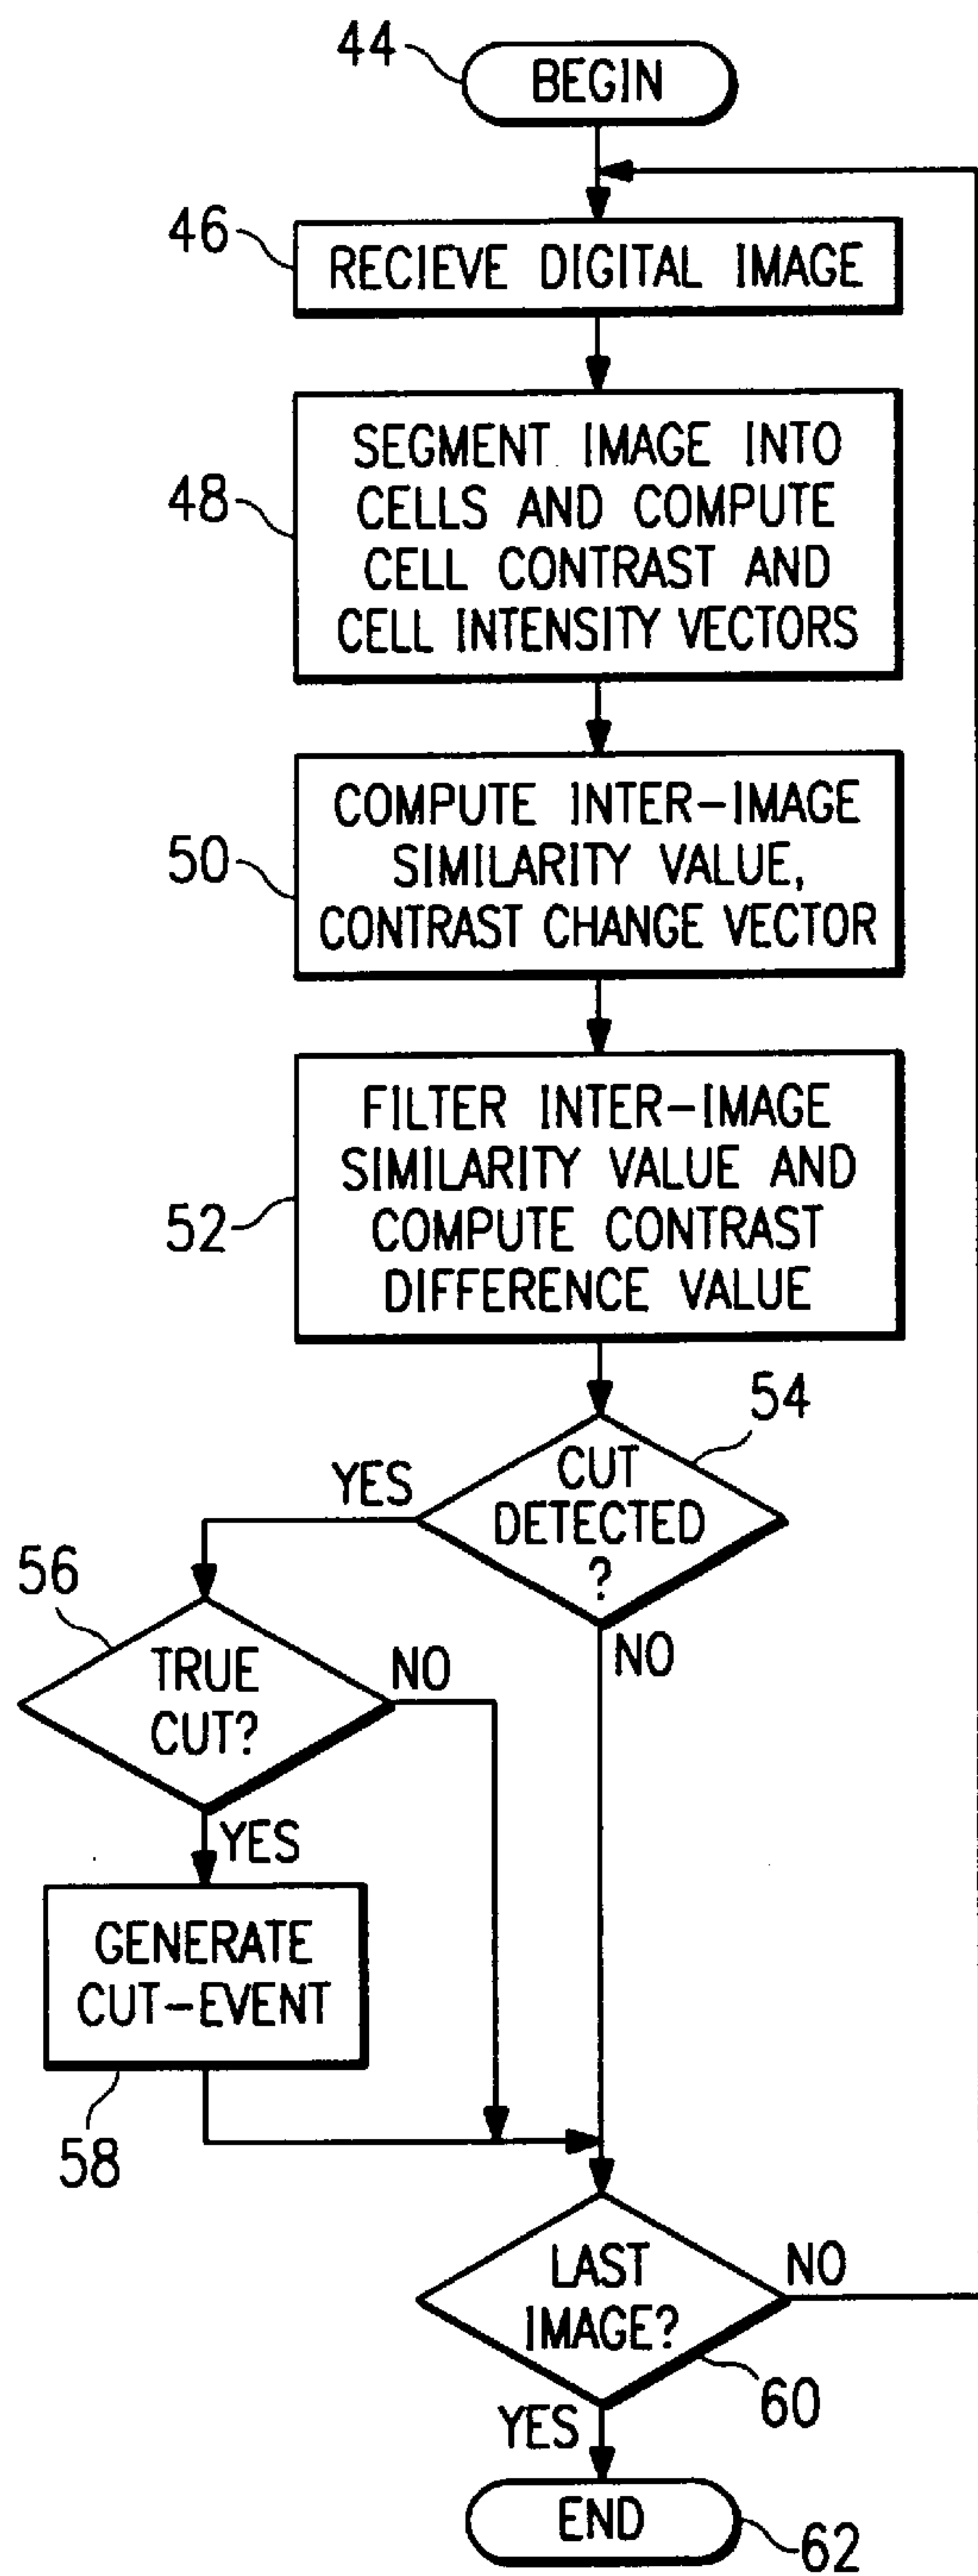 44
BEGIN
46
RECIEVE DIGITAL IMAGE
48
SEGMENT IMAGE INTO
CELLS AND COMPUTE
CELL CONTRAST AND
CELL INTENSITY VECTORS
50
COMPUTE INTER-IMAGE
SIMILARITY VALUE,
CONTRAST CHANGE VECTOR
52
FILTER INTER-IMAGE
SIMILARITY VALUE AND
COMPUTE CONTRAST
DIFFERENCE VALUE
54
CUT
DETECTED
?
YES
NO
56
TRUE
CUT?
NO
YES
GENERATE
CUT-EVENT
58
LAST
IMAGE?
NO
60
YES
END
62